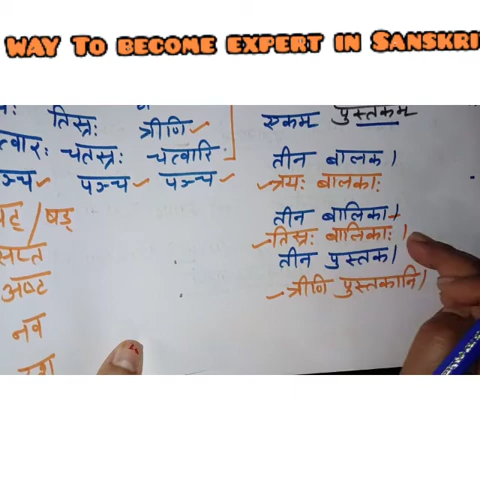 WAY TO BECOME EXPERT IN SANSKRI
तिस्रः त्रीणि
त्वारः चतस्रः चत्वारि
ञ्च पञ्च पञ्च
षट् / षड्
सप्त
अष्ट
नव
एकम पुस्तकम
तीन बालक।
त्रयः बालकाः
तीन बालिका
तिस्रः बालिकाः।
तीन पुस्तक।
त्रीणि पुस्तकानि।